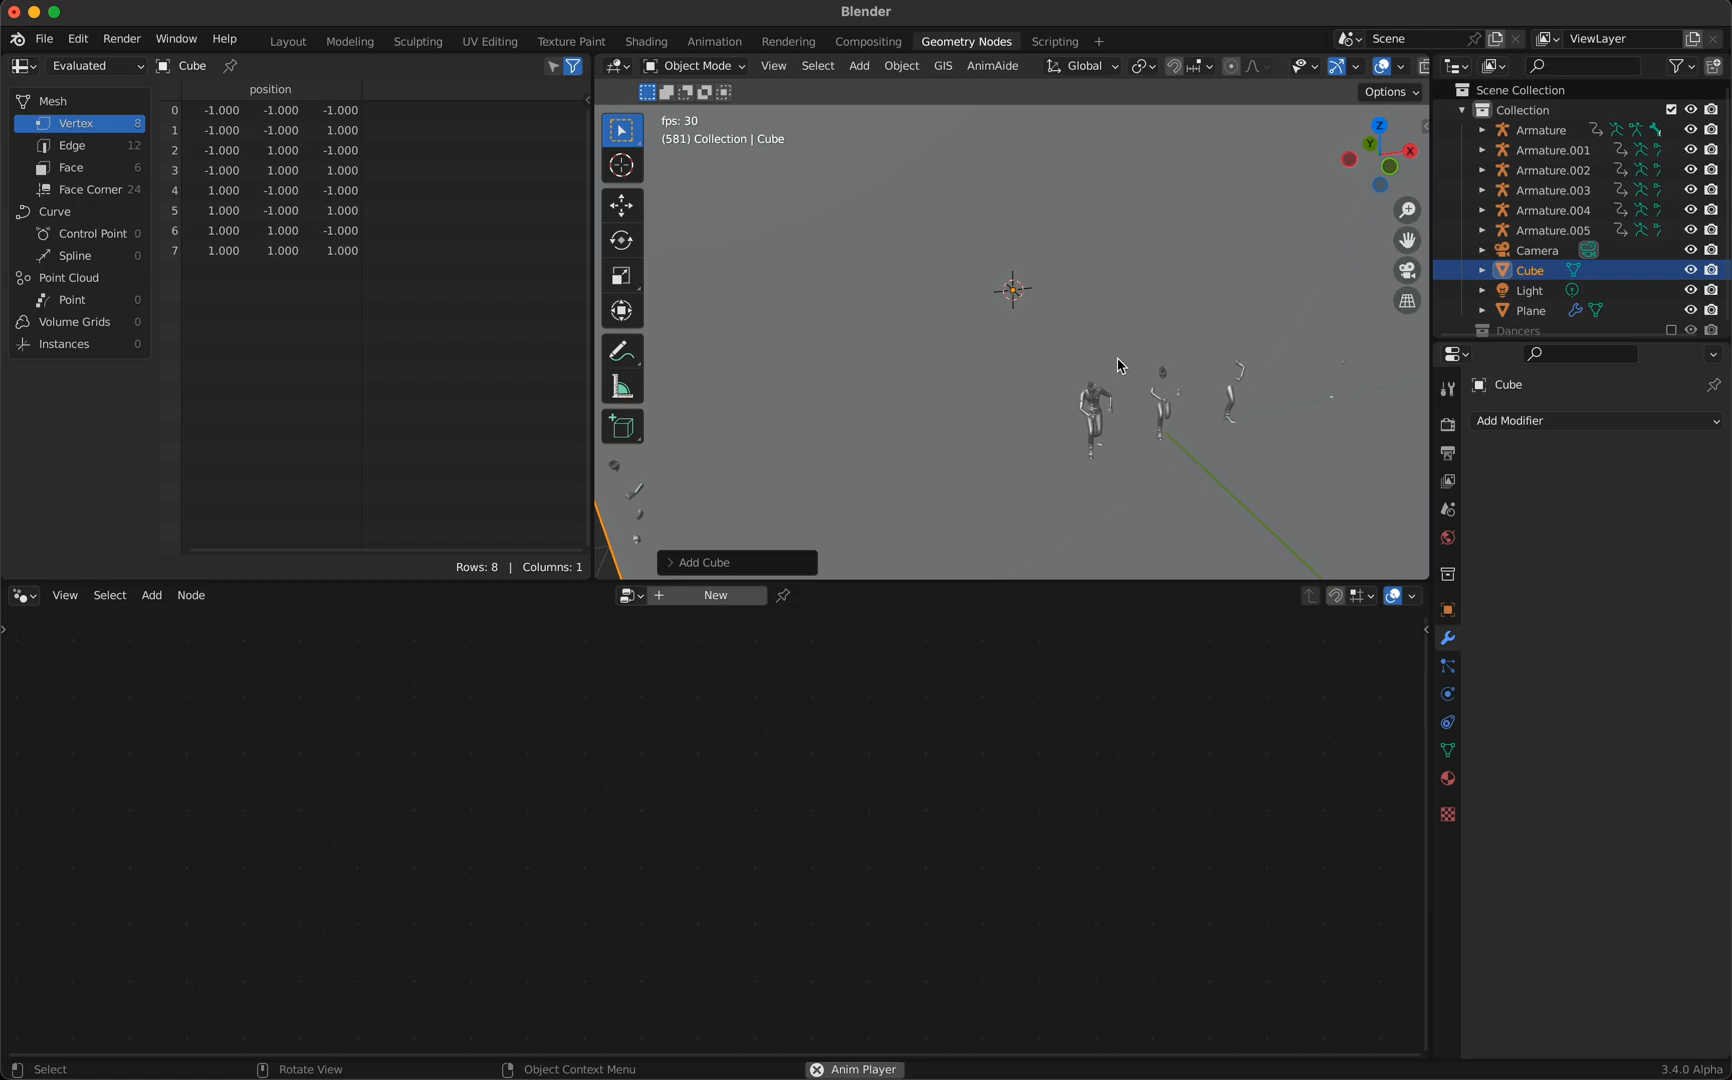 Blender
File Edit Render Window Help Layout Modeling Sculpting UV Editing Texture Paint Shading Animation Rendering Compositing Geometry Nodes Scripting + Scene ViewLayer
Evaluated Cube Object Mode View Select Add Object GIS AnimAide Global
position Options Scene Collection
Mesh Collection
Vertex 8
Edge 12
Face 6
Face Corner 24
Curve
Control Point 0
Spline 0
Point Cloud
Point 0
Volume Grids 0
Instances 0
0 -1.000 -1.000 -1.000
1 -1.000 -1.000 1.000
2 -1.000 1.000 -1.000
3 -1.000 1.000 1.000
4 1.000 -1.000 -1.000
5 1.000 -1.000 1.000
6 1.000 1.000 -1.000
7 1.000 1.000 1.000
Rows: 8 | Columns: 1
fps: 30
(581) Collection | Cube
Z
Y X
Add Cube
Armature
Armature.001
Armature.002
Armature.003
Armature.004
Armature.005
Camera
Cube
Light
Plane
Dancers
Cube
Add Modifier
View Select Add Node + New
Select Rotate View Object Context Menu Anim Player 3.4.0 Alpha